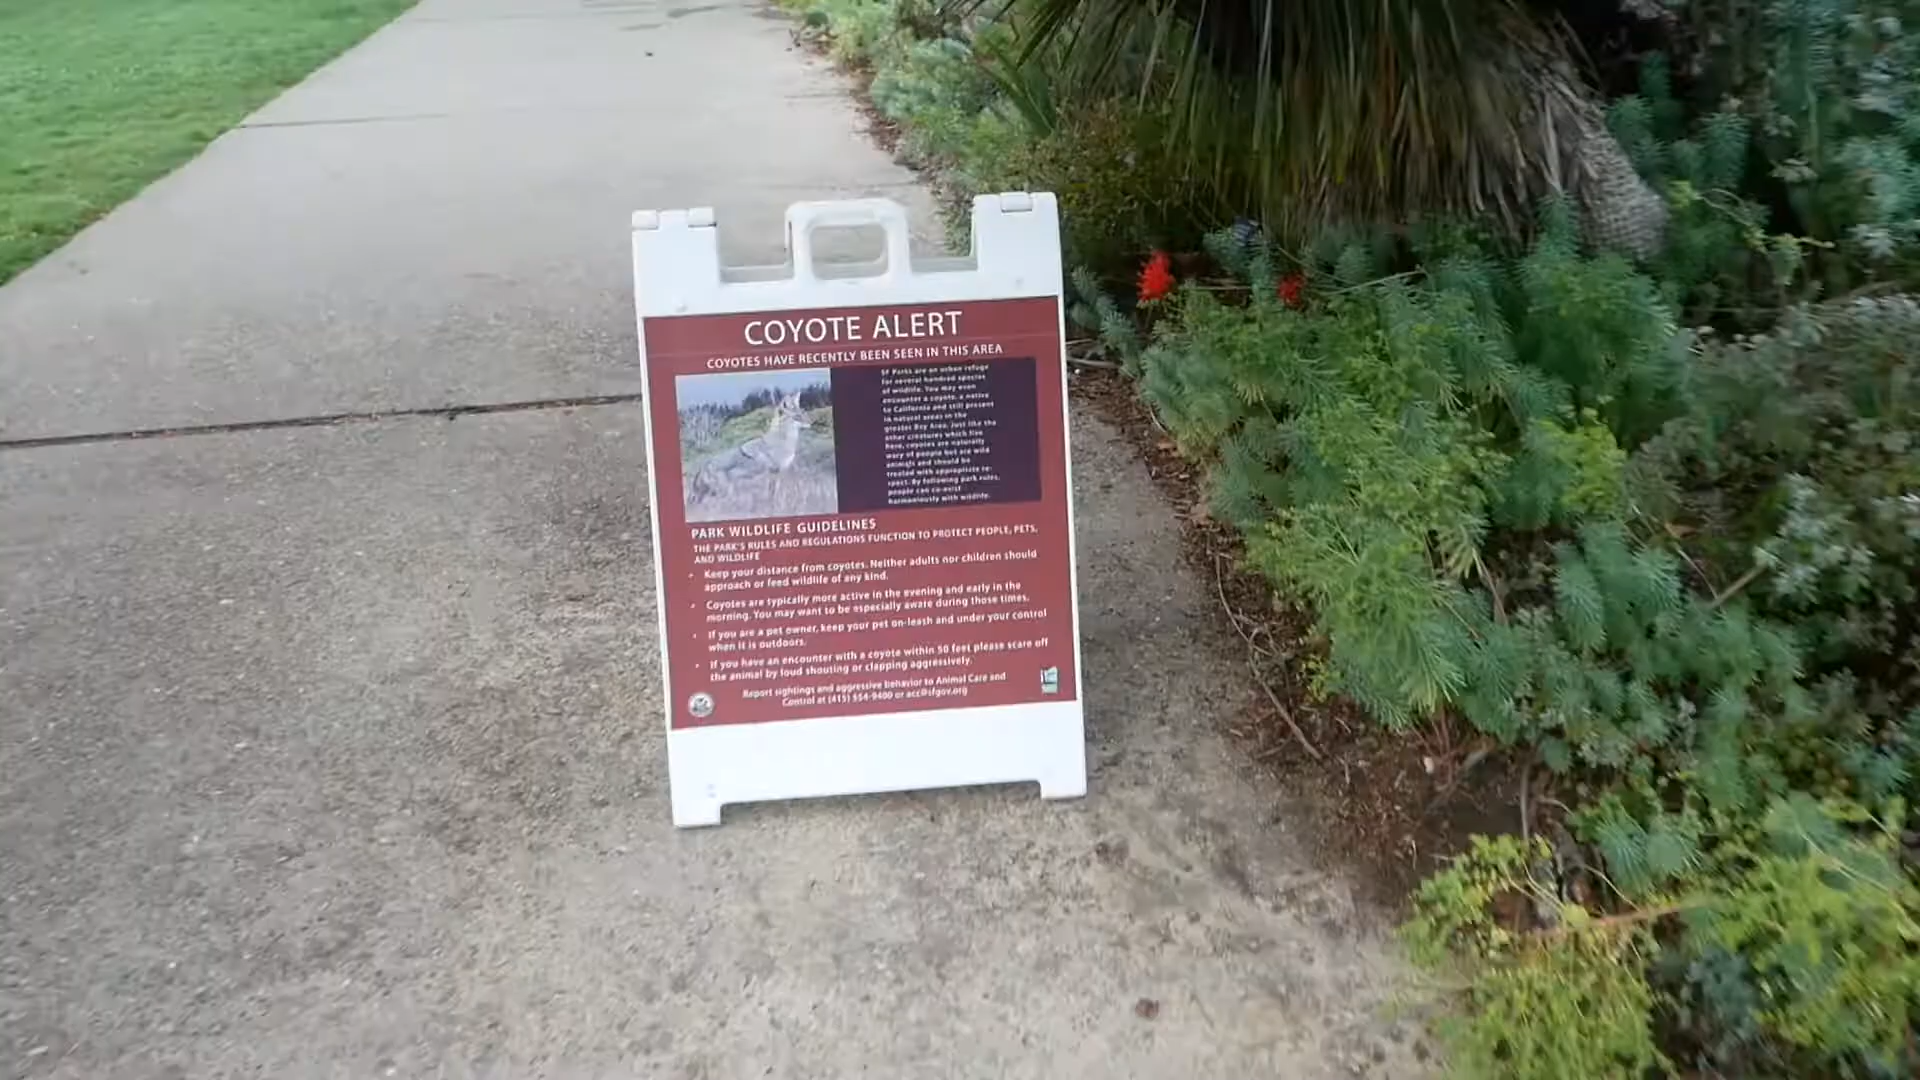 COYOTE ALERT
COYOTES HAVE RECENTLY BEEN SEEN IN THIS AREA
SF Parks are an urban refuge
for several hundred species
of wildlife. You may even
encounter a coyote, a native
to California and still present
in natural areas in the
greater Bay Area. Just like the
other creatures which live
here, coyotes are naturally
wary of people but are wild
animals and should be
treated with appropriate re-
spect. By following park rules,
people can co-exist
harmoniously with wildlife.
PARK WILDLIFE GUIDELINES
THE PARK'S RULES AND REGULATIONS FUNCTION TO PROTECT PEOPLE, PETS,
AND WILDLIFE
• Keep your distance from coyotes. Neither adults nor children should
approach or feed wildlife of any kind.
• Coyotes are typically more active in the evening and early in the
morning. You may want to be especially aware during those times.
• If you are a pet owner, keep your pet on-leash and under your control
when it is outdoors.
• If you have an encounter with a coyote within 50 feet please scare off
the animal by loud shouting or clapping aggressively.
Report sightings and aggressive behavior to Animal Care and
Control at (415) 554-9400 or acc@sfgov.org